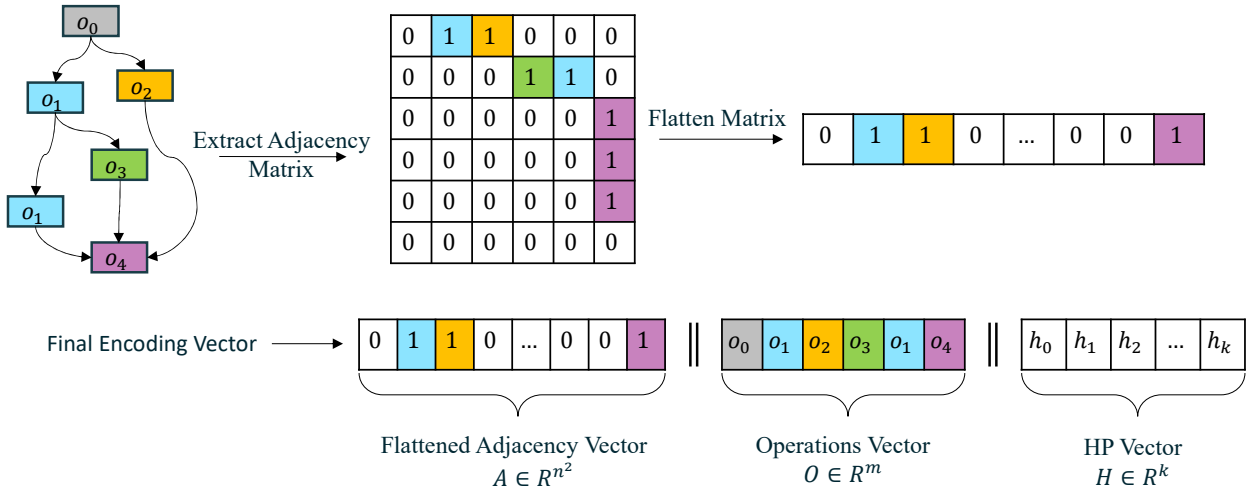 o₀
o₁
o₂
o₃
o₁
o₄
Extract Adjacency
Matrix
0 1 1 0 0 0
0 0 0 1 1 0
0 0 0 0 0 1
0 0 0 0 0 1
0 0 0 0 0 1
0 0 0 0 0 0
Flatten Matrix
0 1 1 0 ... 0 0 1
Final Encoding Vector
0 1 1 0 ... 0 0 1 ‖ o₀ o₁ o₂ o₃ o₁ o₄ ‖ h₀ h₁ h₂ ... hₖ
Flattened Adjacency Vector
A ∈ R^{n²}
Operations Vector
O ∈ R^m
HP Vector
H ∈ R^k